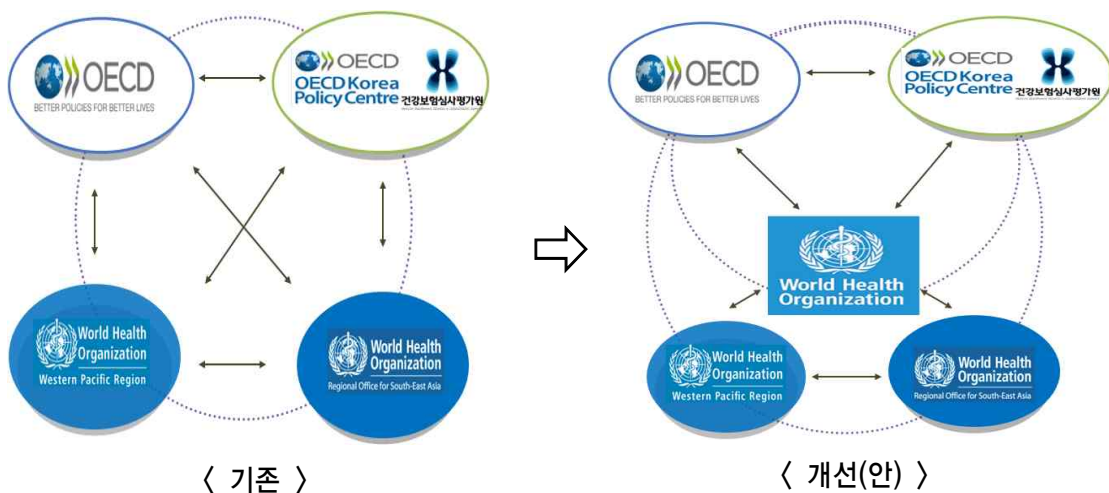 OECD
BETTER POLICIES FOR BETTER LIVES
OECD
OECD Korea
Policy Centre
건강보험심사평가원
World Health
Organization
Western Pacific Region
World Health
Organization
Regional Office for South-East Asia
〈 기존 〉
OECD
BETTER POLICIES FOR BETTER LIVES
OECD
OECD Korea
Policy Centre
건강보험심사평가원
World Health
Organization
World Health
Organization
Western Pacific Region
World Health
Organization
Regional Office for South-East Asia
〈 개선(안) 〉